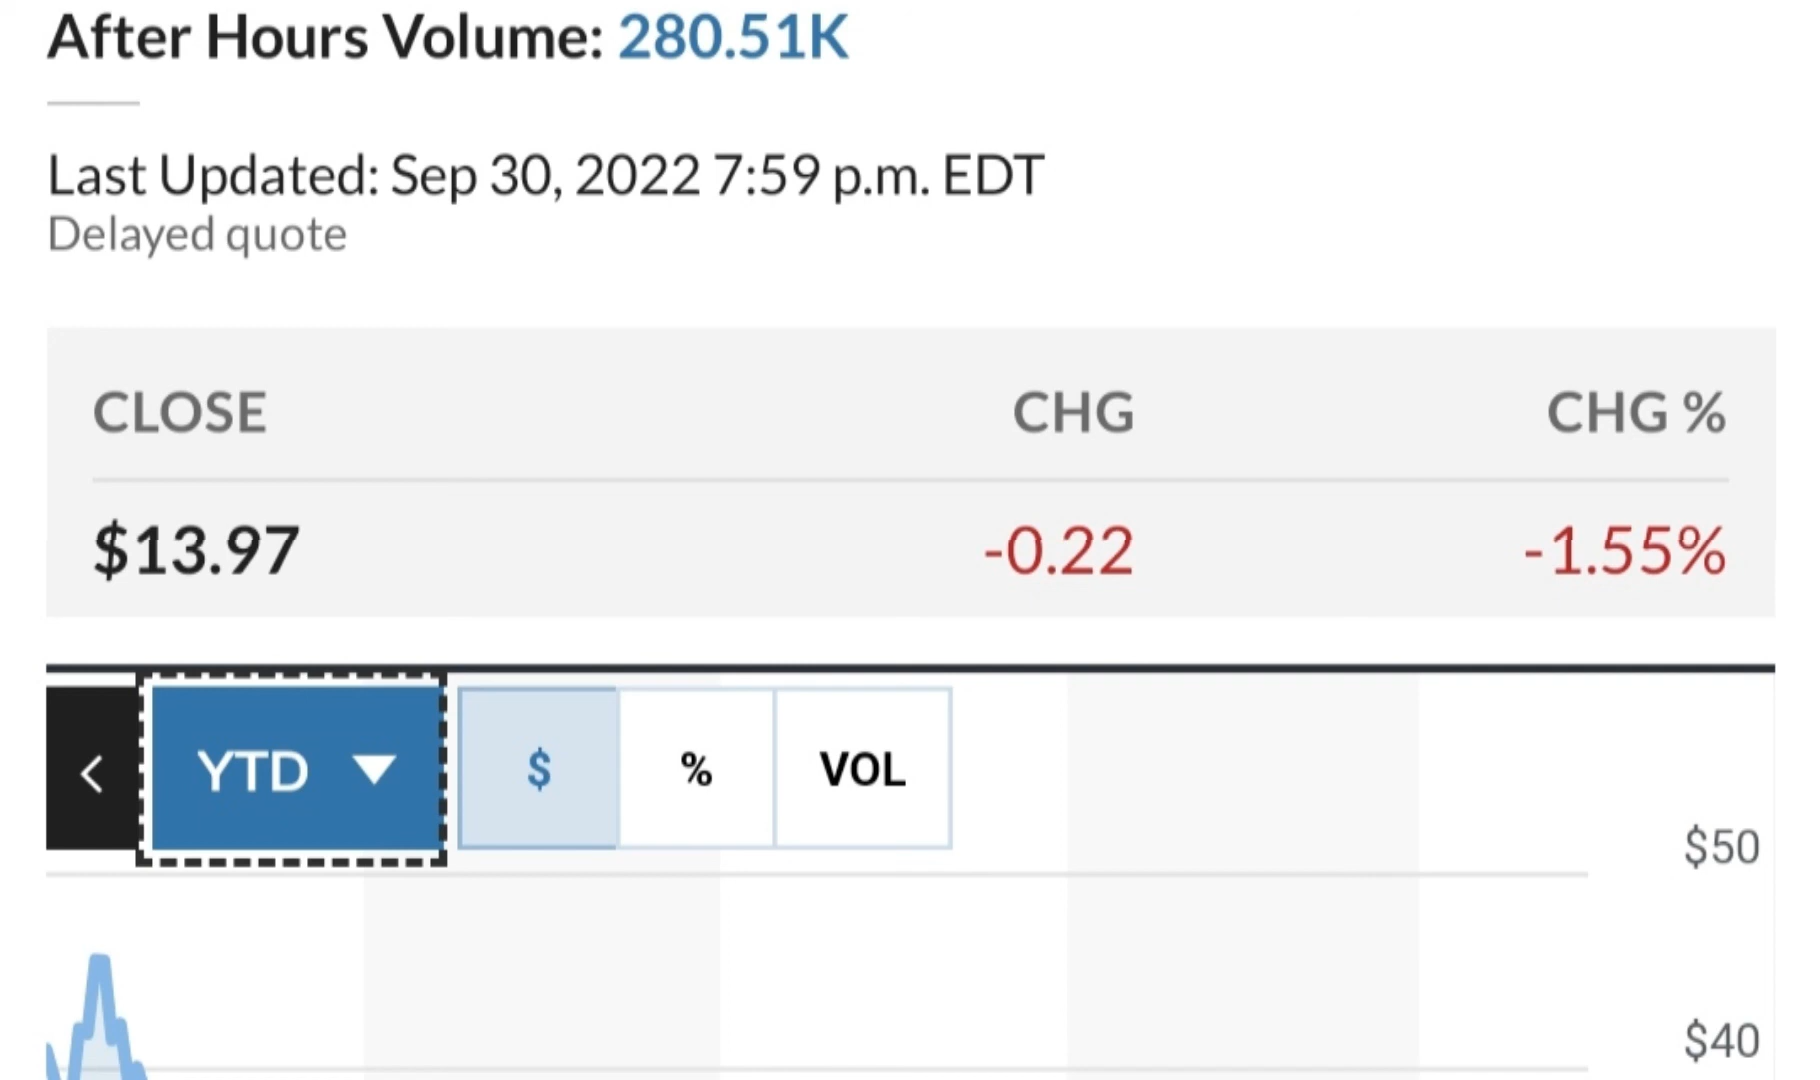 After Hours Volume: 280.51K
Last Updated: Sep 30, 2022 7:59 p.m. EDT
Delayed quote
CLOSE CHG CHG %
$13.97 -0.22 -1.55%
YTD $ % VOL
$50
$40